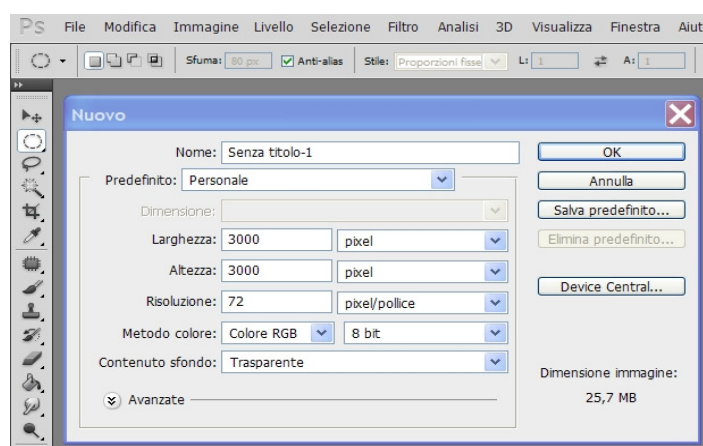 Ps File Modifica Immagine Livello Selezione Filtro Analisi 3D Visualizza Finestra Aiut
Sfuma: 80 px Anti-alias Stile: Proporzioni fisse L: 1 A: 1
Nuovo
Nome: Senza titolo-1 OK
Predefinito: Personale Annulla
Dimensione: Salva predefinito...
Larghezza: 3000 pixel Elimina predefinito...
Altezza: 3000 pixel
Device Central...
Risoluzione: 72 pixel/pollice
Metodo colore: Colore RGB 8 bit
Contenuto sfondo: Trasparente
Dimensione immagine:
Avanzate 25,7 MB